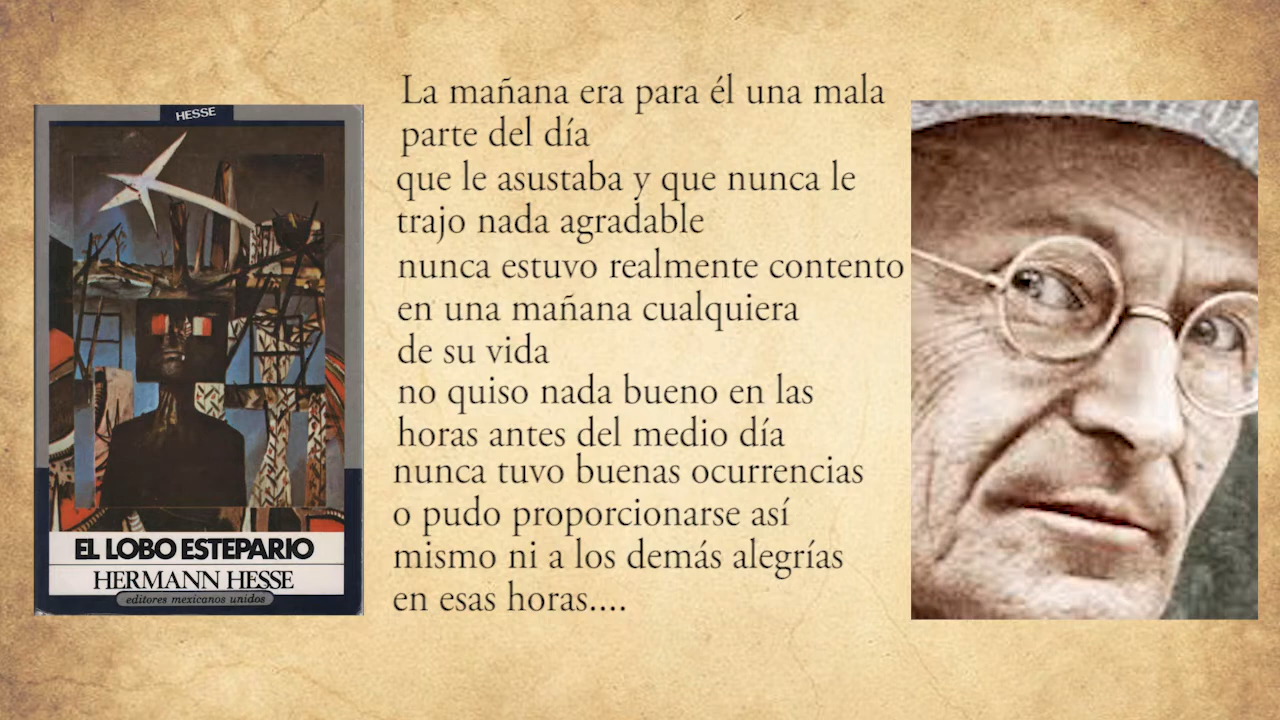 HESSE
EL LOBO ESTEPARIO
HERMANN HESSE
editores mexicanos unidos
La mañana era para él una mala
parte del día
que le asustaba y que nunca le
trajo nada agradable
nunca estuvo realmente contento
en una mañana cualquiera
de su vida
no quiso nada bueno en las
horas antes del medio día
nunca tuvo buenas ocurrencias
o pudo proporcionarse así
mismo ni a los demás alegrías
en esas horas....